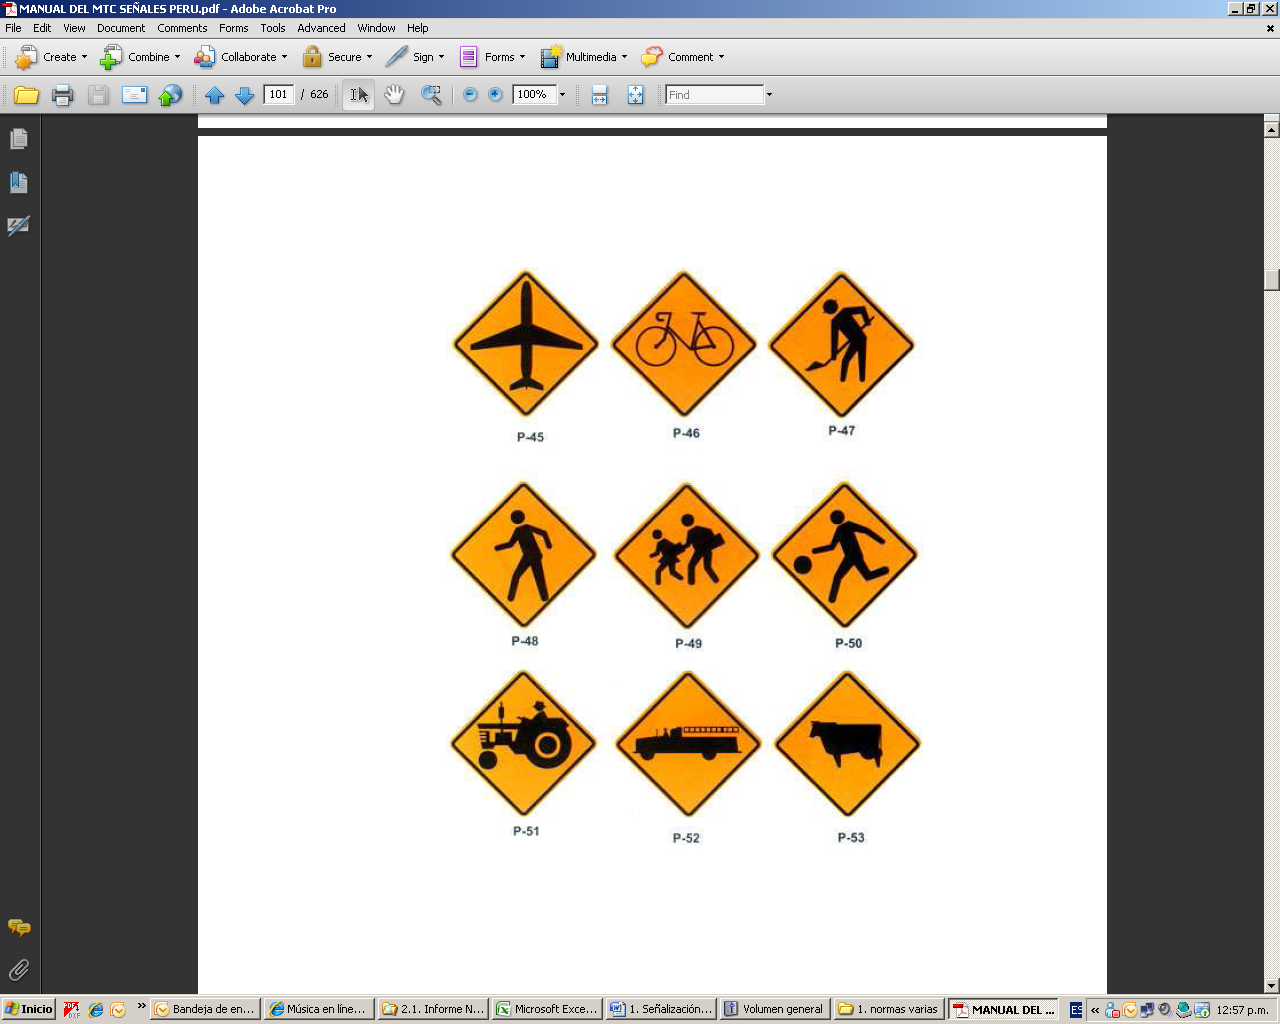 MANUAL DEL MTC SEÑALES PERU.pdf - Adobe Acrobat Pro
File Edit View Document Comments Forms Tools Advanced Window Help
Create Combine Collaborate Secure Sign Forms Multimedia Comment
101 / 626 100% Find
P-45 P-46 P-47
P-48 P-49 P-50
P-51 P-52 P-53
Inicio PDF DXF » Bandeja de en... Música en líne... 2.1. Informe N... Microsoft Exce... 1. Señalización... Volumen general 1. normas varias MANUAL DEL ... ES « 12:57 p.m.